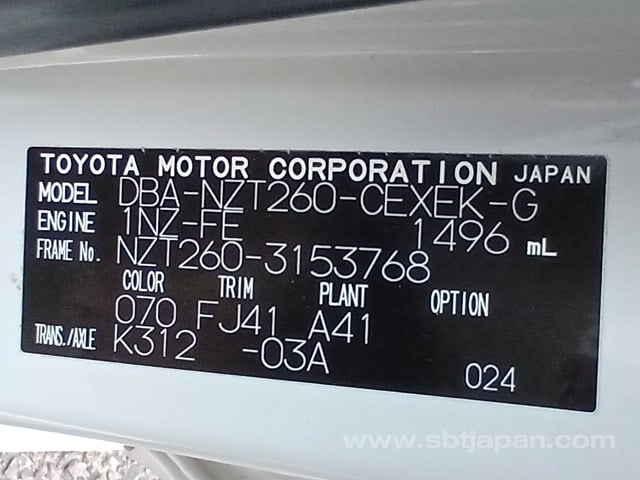 TOYOTA MOTOR CORPORATION JAPAN
MODEL DBA-NZT260-CEXEK-G
ENGINE 1NZ-FE 1496 mL
FRAME No. NZT260-3153768
COLOR TRIM PLANT OPTION
070 FJ41 A41
TRANS./AXLE K312 -03A
024
www.sbtjapan.com